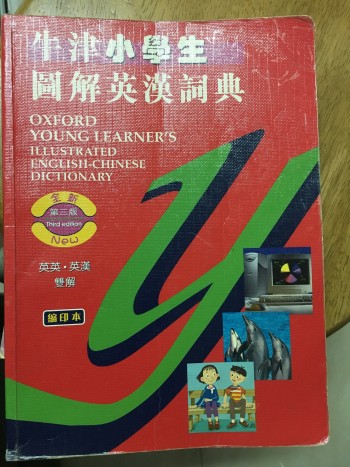 牛津小學生
圖解英漢詞典
OXFORD
YOUNG LEARNER'S
ILLUSTRATED
ENGLISH-CHINESE
DICTIONARY
全新
第三版
Third edition
New
英英·英漢
雙解
縮印本